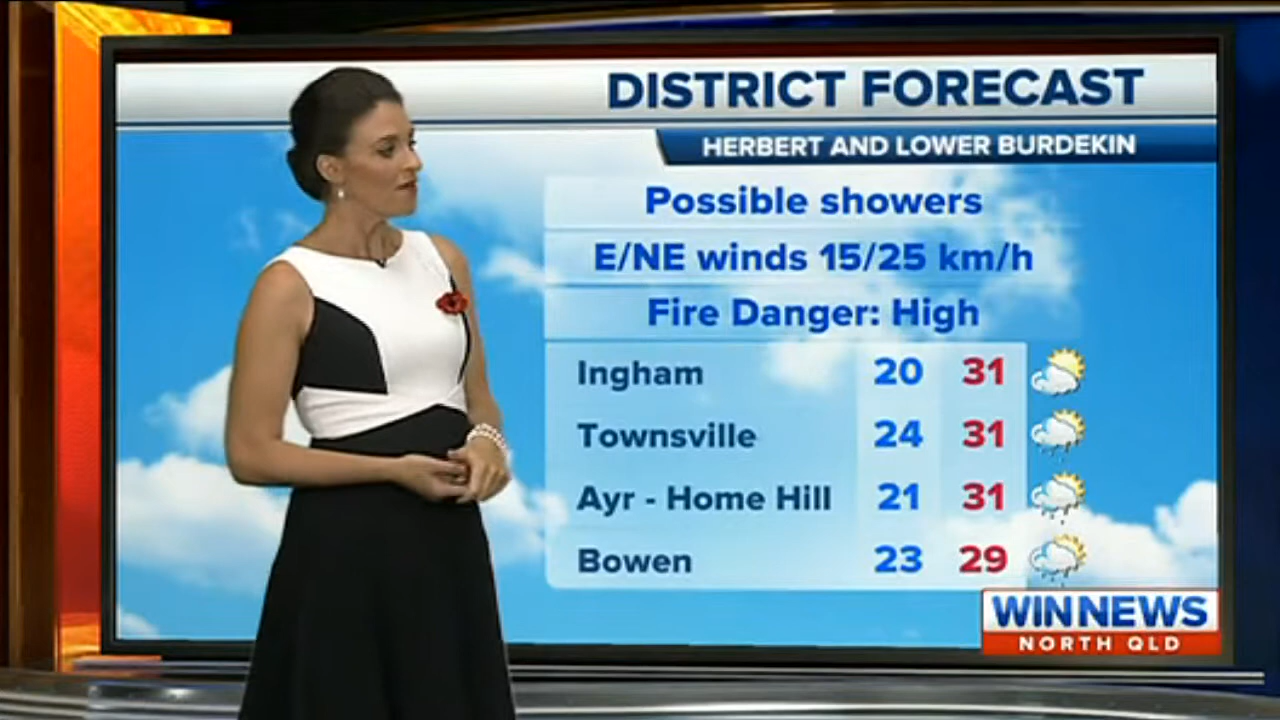 DISTRICT FORECAST
HERBERT AND LOWER BURDEKIN
Possible showers
E/NE winds 15/25 km/h
Fire Danger: High
Ingham 20 31
Townsville 24 31
Ayr - Home Hill 21 31
Bowen 23 29
WIN NEWS
NORTH QLD